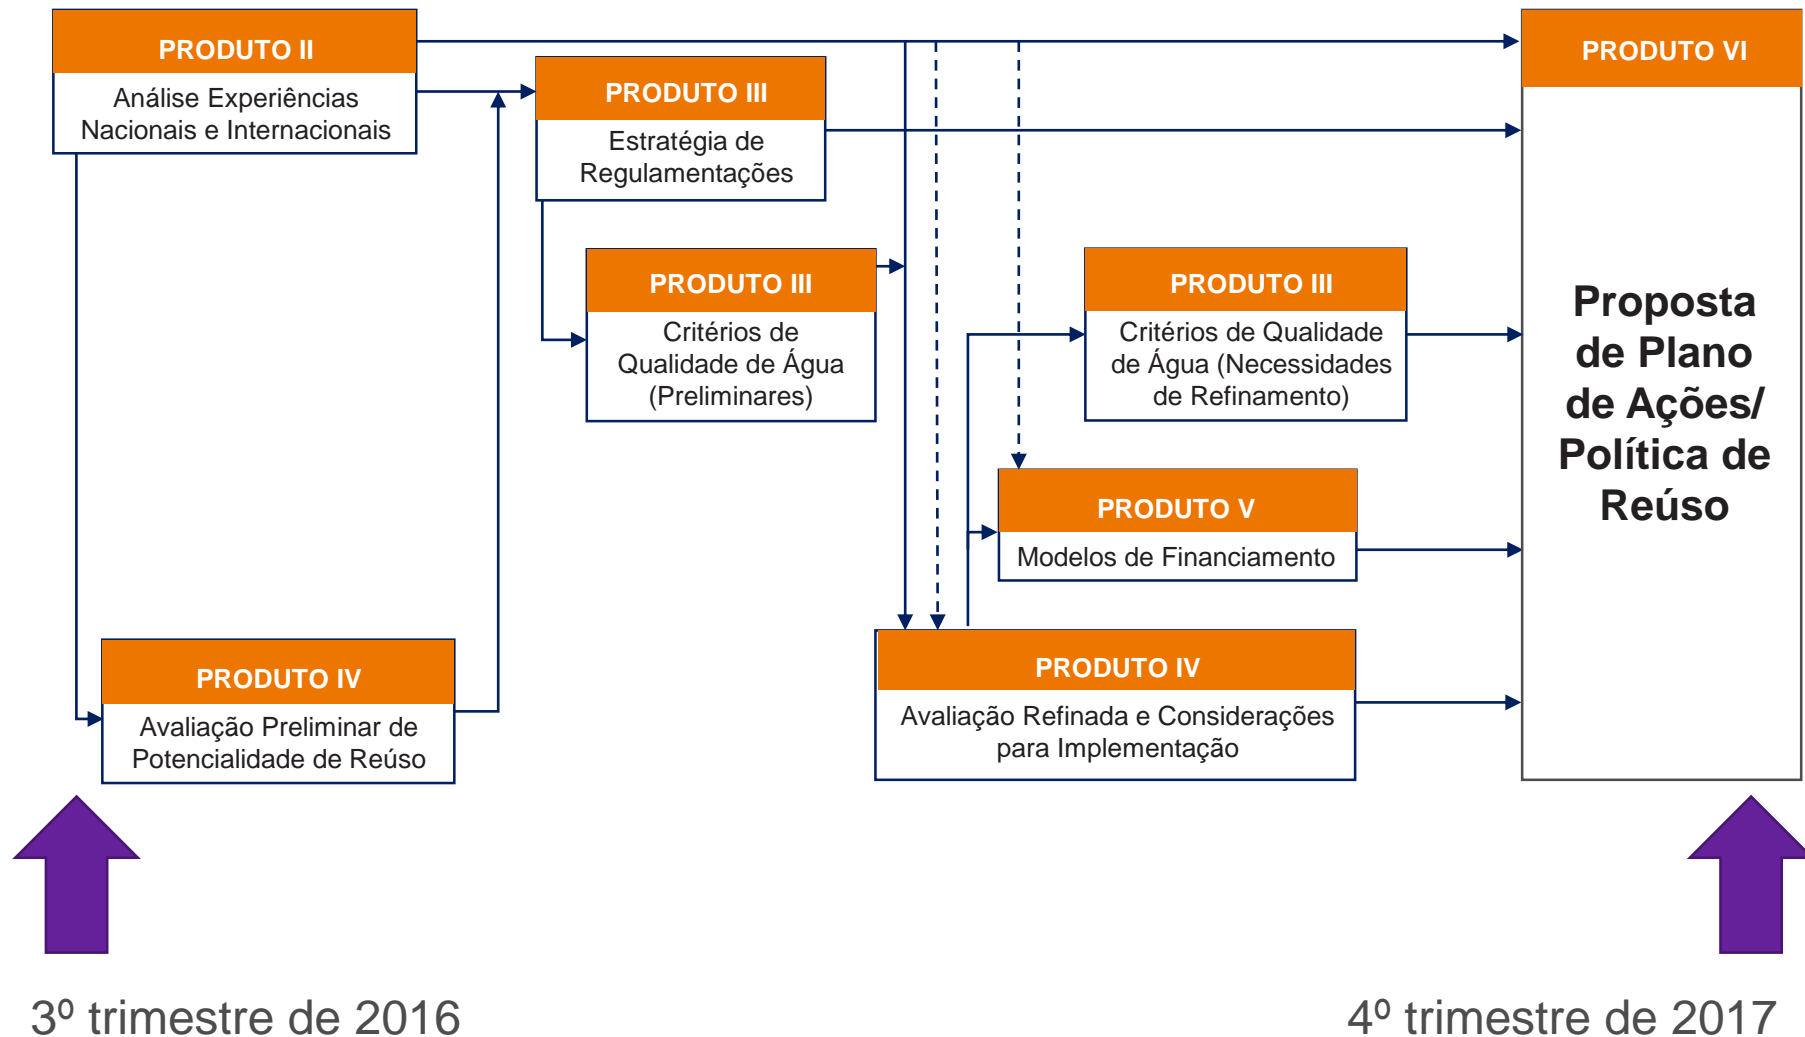 PRODUTO II
Análise Experiências
Nacionais e Internacionais
PRODUTO III
Estratégia de
Regulamentações
PRODUTO III
Critérios de
Qualidade de Água
(Preliminares)
PRODUTO III
Critérios de Qualidade
de Água (Necessidades
de Refinamento)
PRODUTO V
Modelos de Financiamento
PRODUTO IV
Avaliação Preliminar de
Potencialidade de Reúso
PRODUTO IV
Avaliação Refinada e Considerações
para Implementação
PRODUTO VI
Proposta
de Plano
de Ações/
Política de
Reúso
3º trimestre de 2016
4º trimestre de 2017